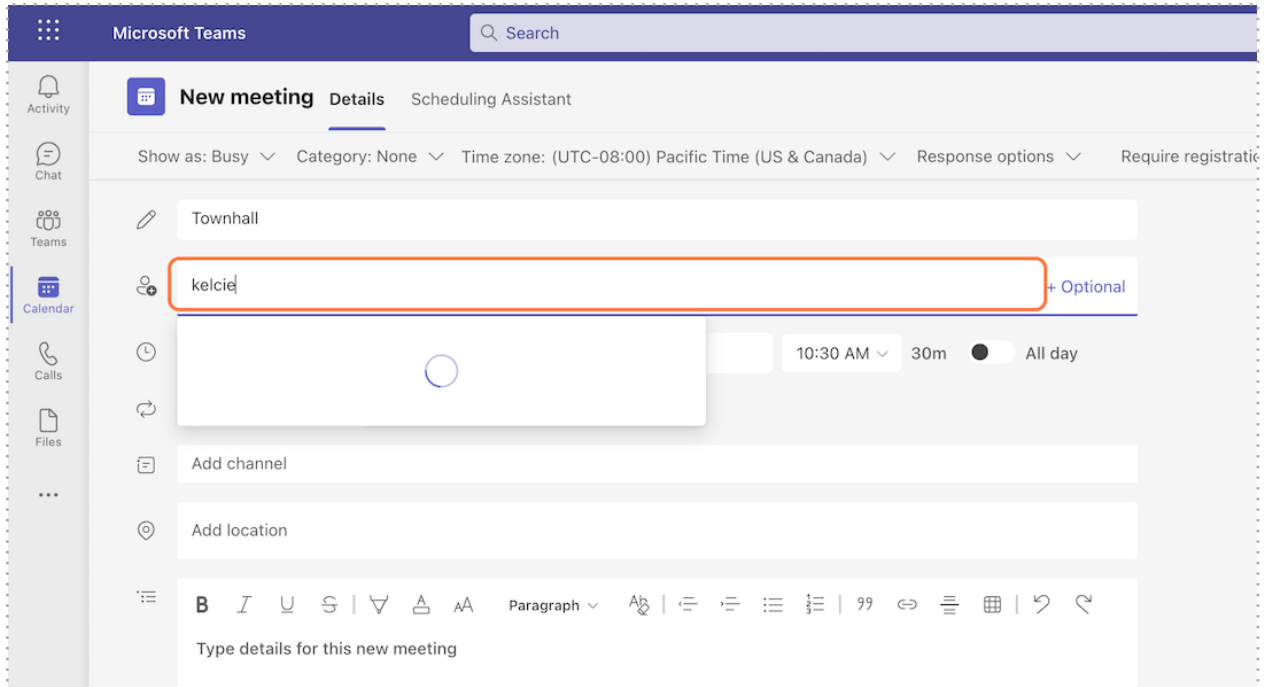 Microsoft Teams
Search
Activity
Chat
Teams
Calendar
Calls
Files
New meeting Details Scheduling Assistant
Show as: Busy Category: None Time zone: (UTC-08:00) Pacific Time (US & Canada) Response options Require registratic
Townhall
kelcie + Optional
10:30 AM 30m All day
Add channel
Add location
B I U S A AA Paragraph
Type details for this new meeting